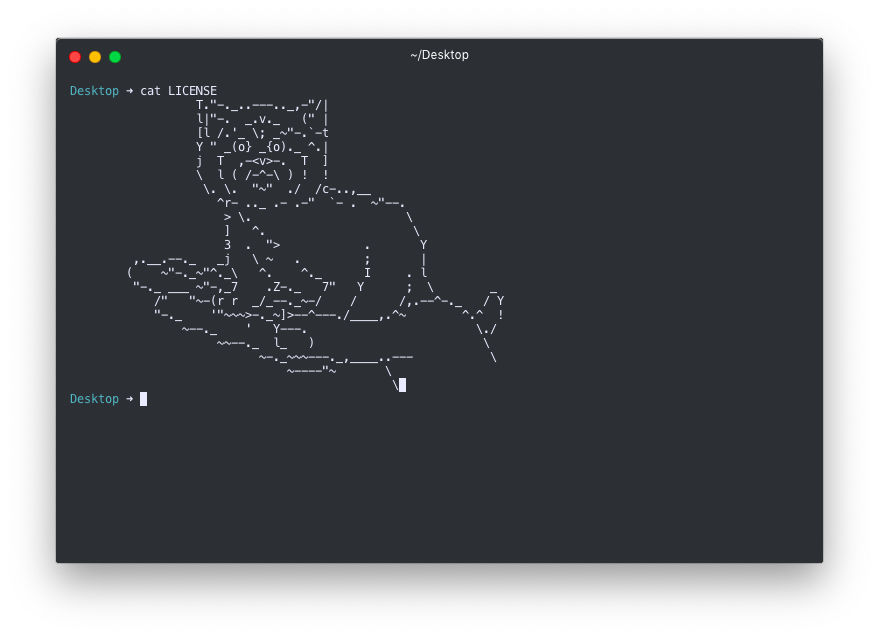 ~/Desktop
Desktop ➜ cat LICENSE
                  T."-._..---.._,-"/|
                  l|"-.  _.v._   (" |
                  [l /.'_ \; _~"-.`-t
                  Y " _(o} _{o)._ ^.|
                  j  T  ,-<v>-.  T  ]
                  \  l ( /-^-\ ) !  !
                   \. \.  "~"  ./  /c-..,__
                     ^r- .._ .- .-"  `- .  ~"--.
                      > \.                      \
                      ]   ^.                     \
                      3  .  ">            .       Y
         ,.__.--._   _j   \ ~   .         ;       |
        (    ~"-._~"^._\   ^.    ^._      I     . l
         "-._ ___ ~"-,_7    .Z-._   7"   Y      ;  \        _
            /"   "~-(r r  _/_--._~-/    /      /,.--^-._   / Y
            "-._    '"~~~>-._~]>--^---./____,.^~        ^.^  !
                ~--._    '   Y---.                        \./
                     ~~--._  l_   )                        \
                           ~-._~~~---._,____..---           \
                               ~----"~       \
                                              \
Desktop ➜